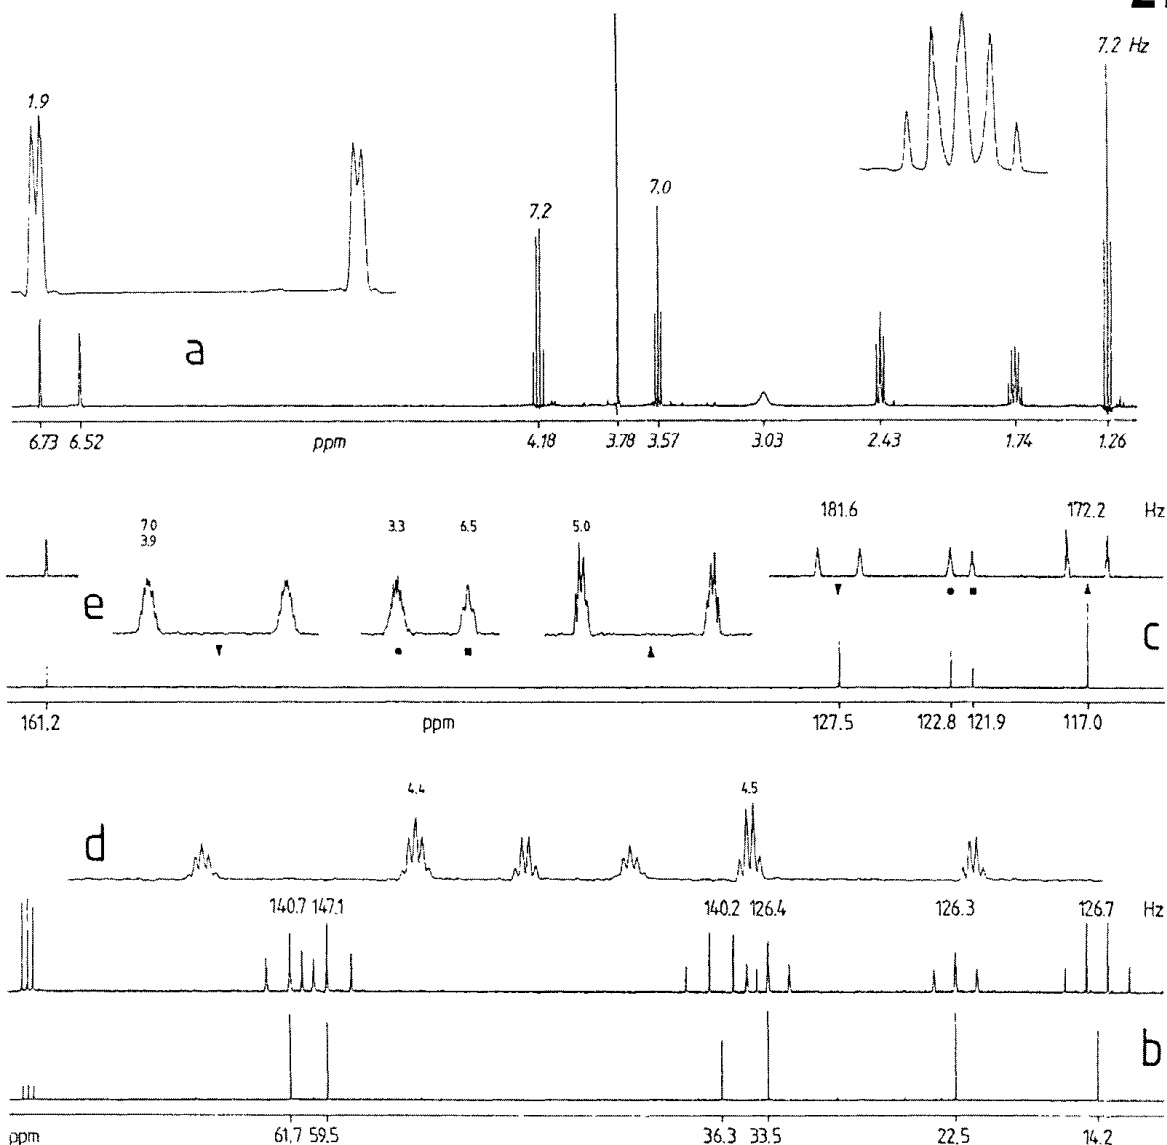 7.2 Hz
1.9
7.0
7.2
a
6.73 6.52 ppm 4.18 3.78 3.57 3.03 2.43 1.74 1.26
7.0 3.3 6.5 5.0 181.6 172.2 Hz
3.9
e
c
161.2 ppm 127.5 122.8 121.9 117.0
4.4 4.5
d
140.7 147.1 140.2 126.4 126.3 126.7 Hz
b
ppm 61.7 59.5 36.3 33.5 22.5 14.2